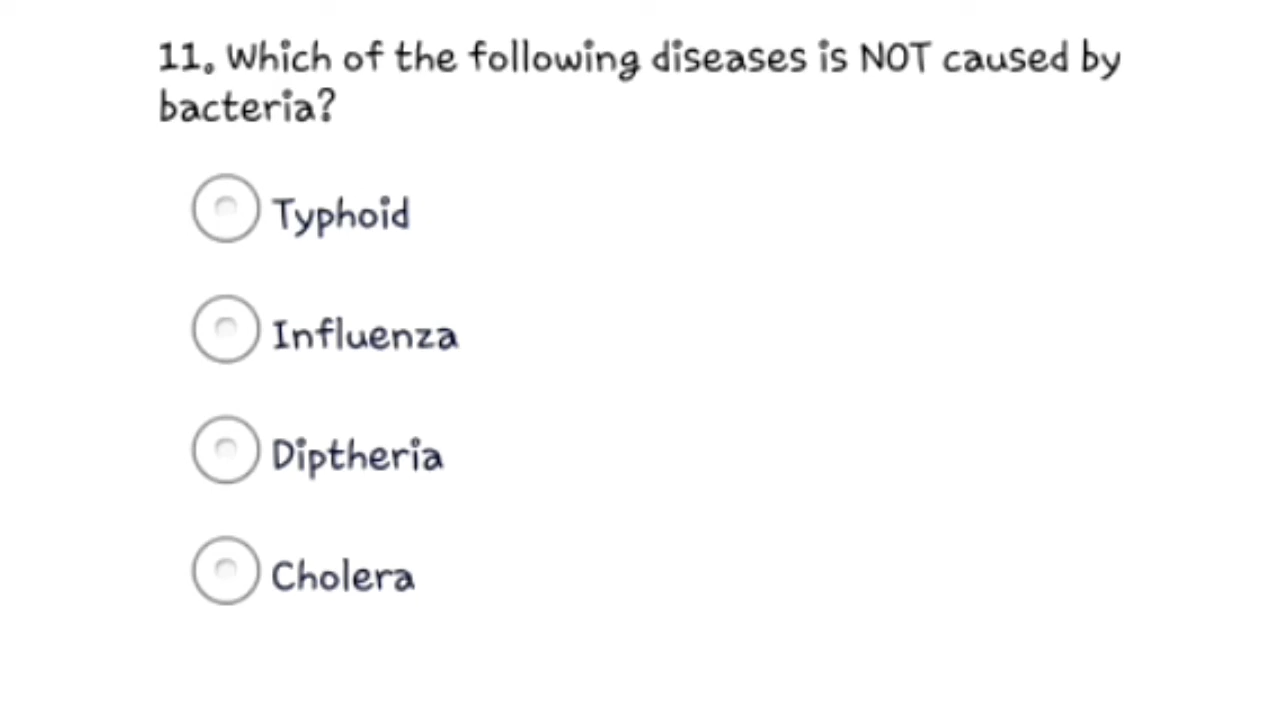 11. Which of the following diseases is NOT caused by
bacteria?
Typhoid
Influenza
Diptheria
Cholera